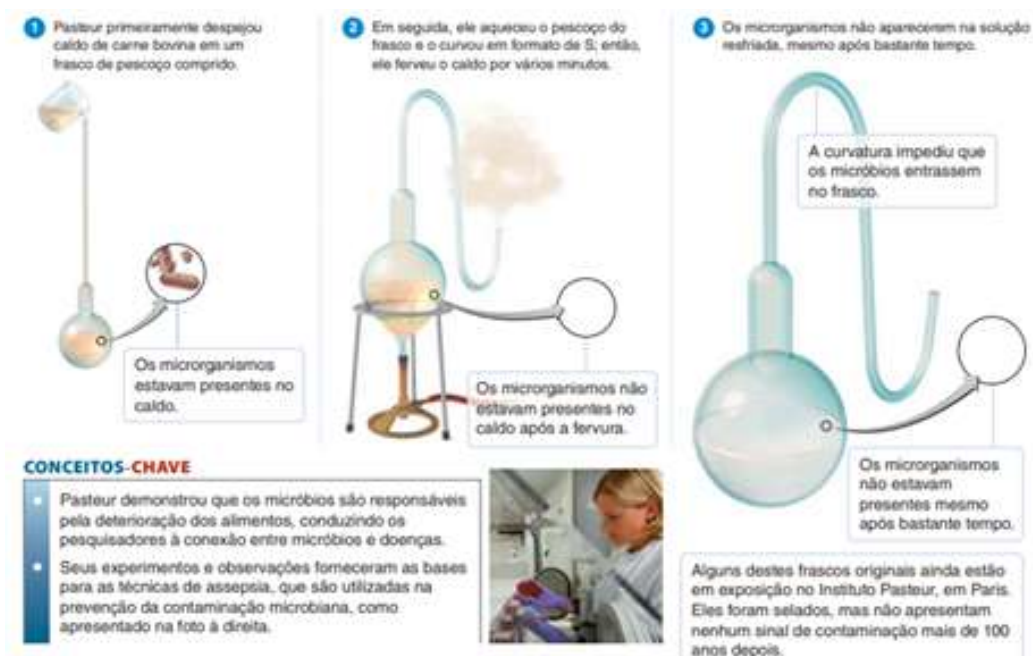 1 Pasteur primeiramente despejou
caldo de carne bovina em um
frasco de pescoço comprido.
2 Em seguida, ele aqueceu o pescoço do
frasco e o curvou em formato de S; então,
ele ferveu o caldo por vários minutos.
3 Os microrganismos não aparecerem na solução
resfriada, mesmo após bastante tempo.
A curvatura impediu que
os micróbios entrassem
no frasco.
Os microrganismos
estavam presentes no
caldo.
Os microrganismos não
estavam presentes no
caldo após a fervura.
Os microrganismos
não estavam
presentes mesmo
após bastante tempo.
CONCEITOS-CHAVE
Pasteur demonstrou que os micróbios são responsáveis
pela deterioração dos alimentos, conduzindo os
pesquisadores à conexão entre micróbios e doenças.
Seus experimentos e observações forneceram as bases
para as técnicas de assepsia, que são utilizadas na
prevenção da contaminação microbiana, como
apresentado na foto à direita.
Alguns destes frascos originais ainda estão
em exposição no Instituto Pasteur, em Paris.
Eles foram selados, mas não apresentam
nenhum sinal de contaminação mais de 100
anos depois.